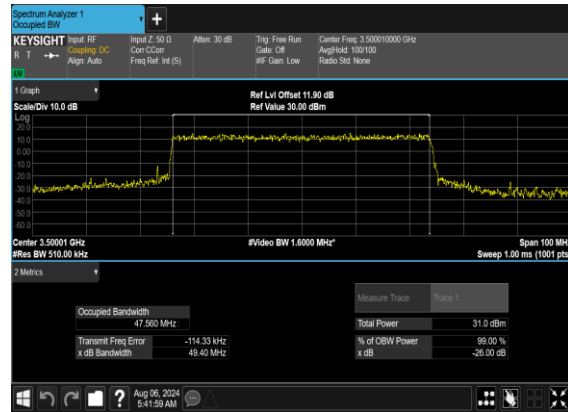 Spectrum Analyzer 1
Occupied BW
+
KEYSIGHT
R T
LXI
Input: RF
Coupling: DC
Align: Auto
Input Z: 50 Ω
Corr CCorr
Freq Ref: Int (S)
Atten: 30 dB
Trig: Free Run
Gate: Off
#IF Gain: Low
Center Freq: 3.500010000 GHz
Avg|Hold: 100/100
Radio Std: None
1 Graph
Scale/Div 10.0 dB
Ref Lvl Offset 11.90 dB
Ref Value 30.00 dBm
Log
20.0
10.0
0.00
-10.0
-20.0
-30.0
-40.0
-50.0
-60.0
Center 3.50001 GHz
#Res BW 510.00 kHz
#Video BW 1.6000 MHz*
Span 100 MHz
Sweep 1.00 ms (1001 pts)
2 Metrics
Measure Trace Trace 1
Occupied Bandwidth
47.560 MHz
Total Power 31.0 dBm
Transmit Freq Error -114.33 kHz
% of OBW Power 99.00 %
x dB Bandwidth 49.40 MHz
x dB -26.00 dB
?
Aug 06, 2024
5:41:59 AM